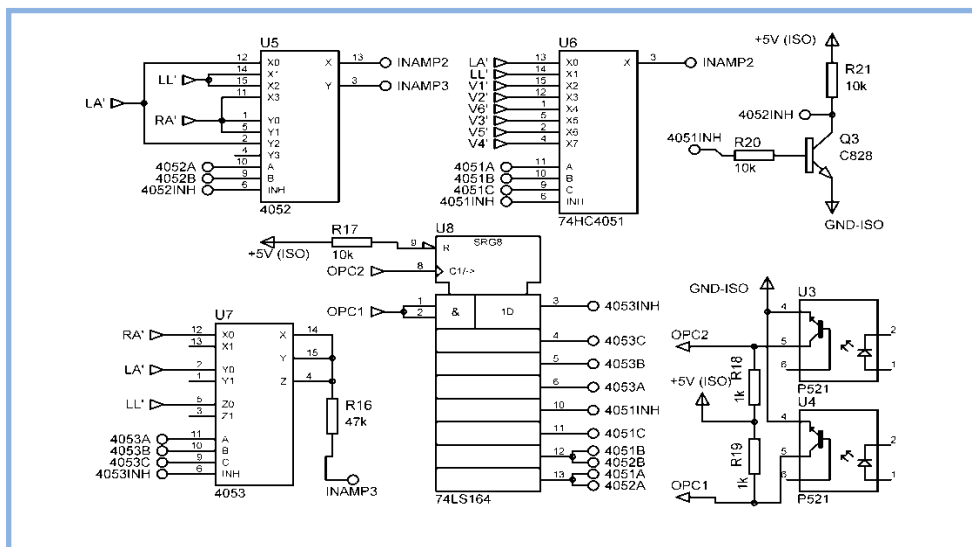 U5
12 X0 X 13 INAMP2
LL' 14 X1
15 X2 Y 3 INAMP3
11 X3
LA'
RA' 1 Y0
5 Y1
2 Y2
4 Y3
4052A 10 A
4052B 9 B
4052INH 6 INH
4052
U6
LA' 13 X0 X 3 INAMP2
LL' 14 X1
V1' 15 X2
V2' 12 X3
V6' 1 X4
V3' 5 X5
V5' 2 X6
V4' 4 X7
4051A 11 A
4051B 10 B
4051C 9 C
4051INH 6 INH
74HC4051
+5V (ISO)
R21
10k
4052INH
4051INH
R20
10k
Q3
C828
GND-ISO
U8
R17
10k
+5V (ISO)
9 R SRG8
OPC2 8 C1/->
OPC1 1
2
& 1D
3 4053INH
4 4053C
5 4053B
6 4053A
10 4051INH
11 4051C
12 4051B
4052B
13 4051A
4052A
74LS164
U7
RA' 12 X0 X 14
13 X1
Y 15
LA' 2 Y0
1 Y1 Z 4
LL' 5 Z0
3 Z1
4053A 11 A
4053B 10 B
4053C 9 C
4053INH 6 INH
4053
R16
47k
INAMP3
GND-ISO
U3
4
OPC2 5 2
6 1
P521
R18
1k
+5V (ISO)
U4
4
R19
1k
5 2
6 1
OPC1
P521